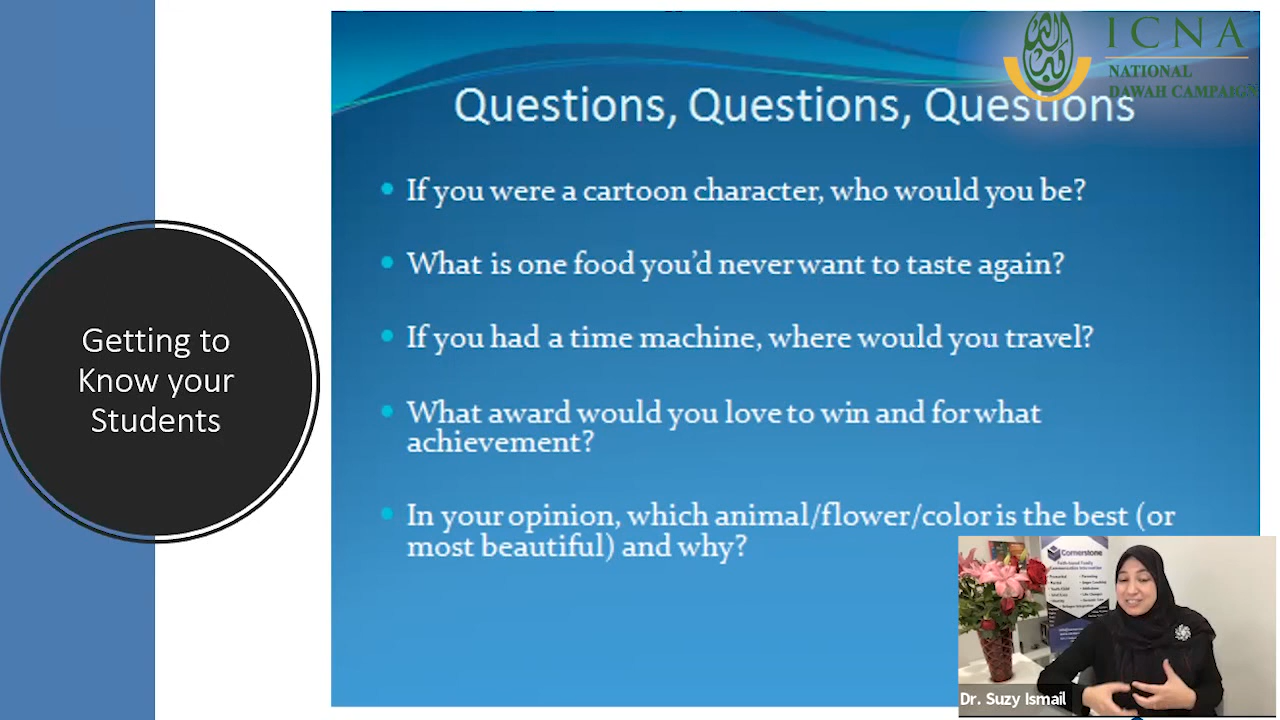 ICNA
NATIONAL
DAWAH CAMPAIGN
Questions, Questions, Questions
Getting to
Know your
Students
• If you were a cartoon character, who would you be?
• What is one food you'd never want to taste again?
• If you had a time machine, where would you travel?
• What award would you love to win and for what
achievement?
• In your opinion, which animal/flower/color is the best (or
most beautiful) and why?
Cornerstone
Dr. Suzy Ismail